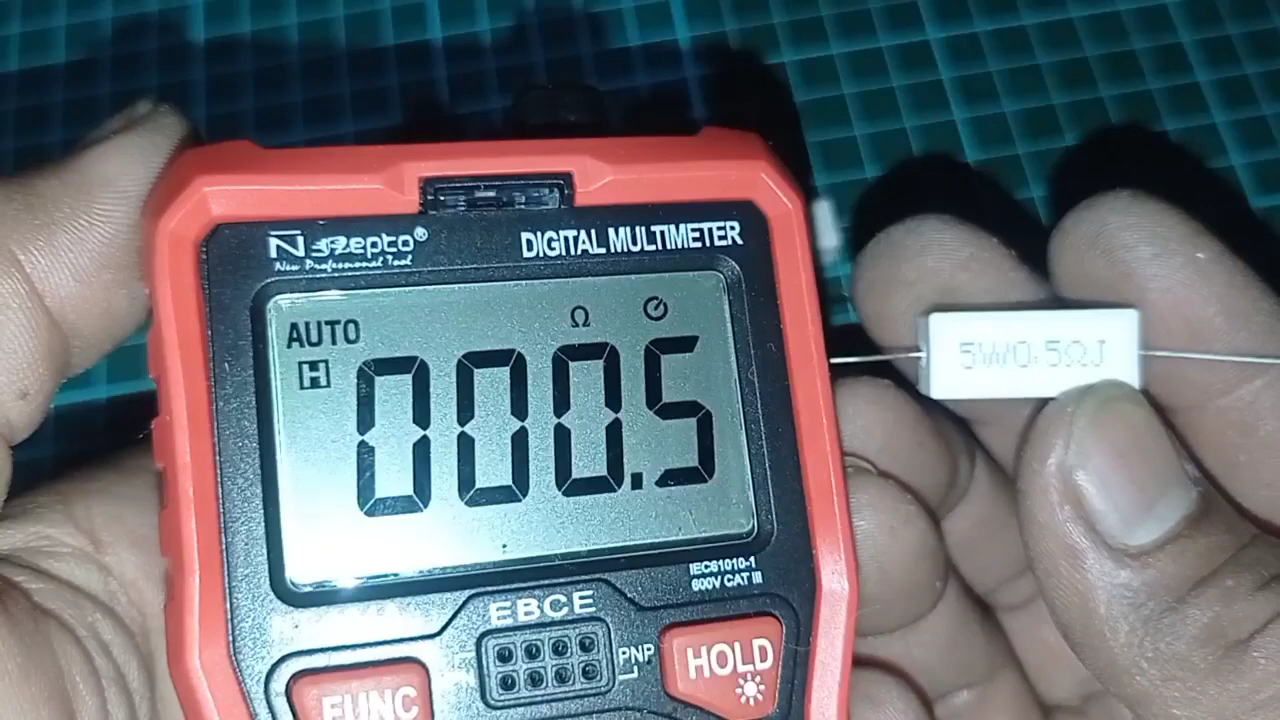 DIGITAL MULTIMETER
New Professional Tool
AUTO
Ω
H
000.5
5W0.5ΩJ
IEC61010-1
600V CAT III
EBCE
PNP
HOLD
FUNC